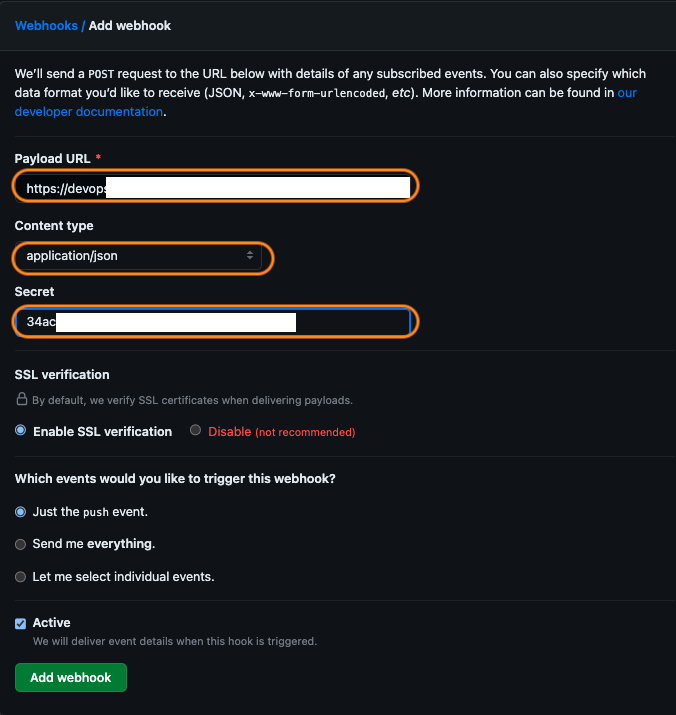 Webhooks / Add webhook
We'll send a POST request to the URL below with details of any subscribed events. You can also specify which
data format you'd like to receive (JSON, x-www-form-urlencoded, etc). More information can be found in our
developer documentation.
Payload URL *
https://devops
Content type
application/json
Secret
34ac
SSL verification
By default, we verify SSL certificates when delivering payloads.
Enable SSL verification Disable (not recommended)
Which events would you like to trigger this webhook?
Just the push event.
Send me everything.
Let me select individual events.
Active
We will deliver event details when this hook is triggered.
Add webhook